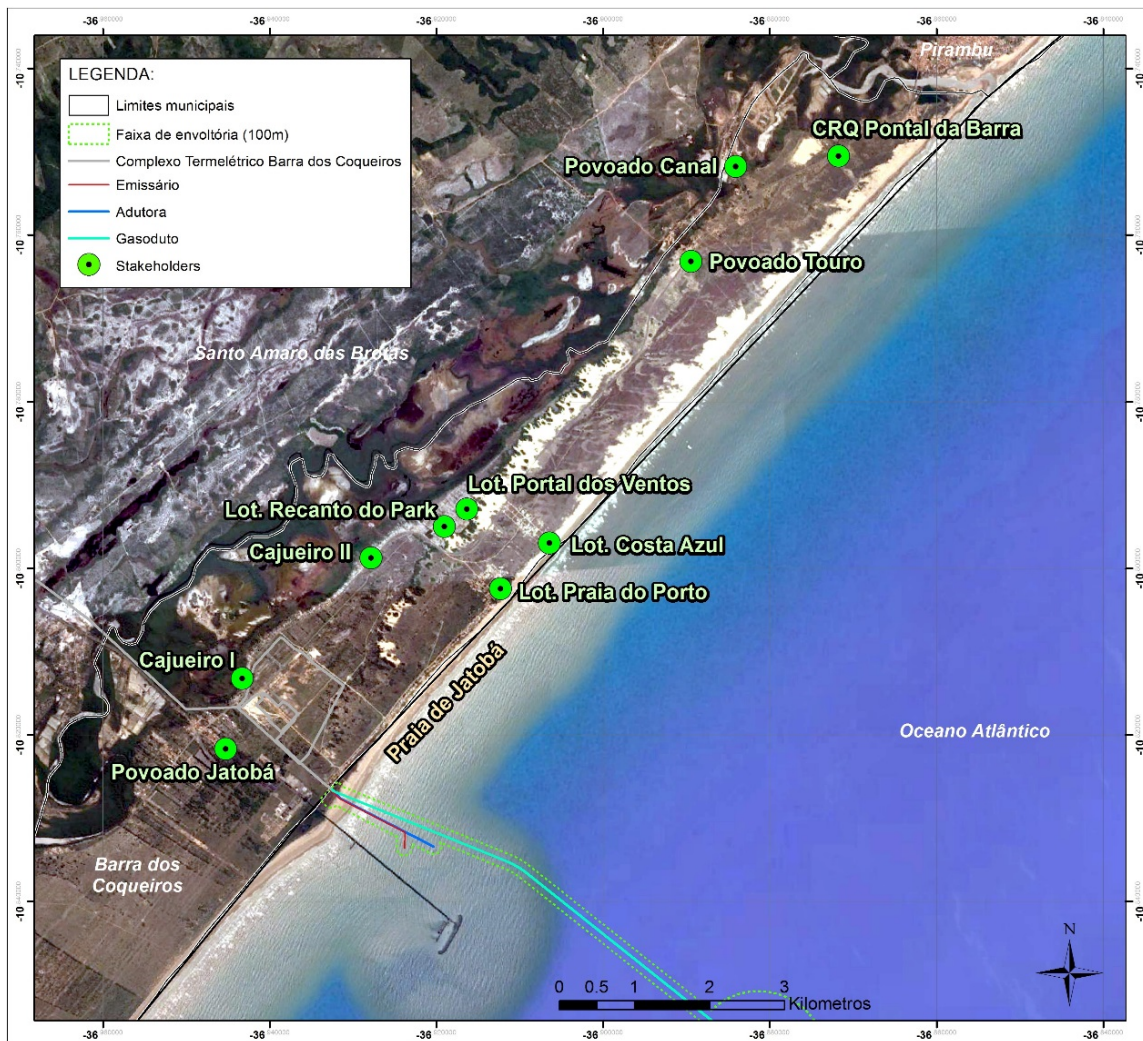 Pirambu
LEGENDA:
Limites municipais
Faixa de envoltória (100m)
Complexo Termelétrico Barra dos Coqueiros
Emissário
Adutora
Gasoduto
Stakeholders
CRQ Pontal da Barra
Povoado Canal
Povoado Touro
Santo Amaro das Brotas
Lot. Portal dos Ventos
Lot. Recanto do Park
Cajueiro II
Lot. Costa Azul
Lot. Praia do Porto
Cajueiro I
Praia de Jatobá
Oceano Atlântico
Povoado Jatobá
Barra dos
Coqueiros
N
0 0.5 1 2 3
Kilometros